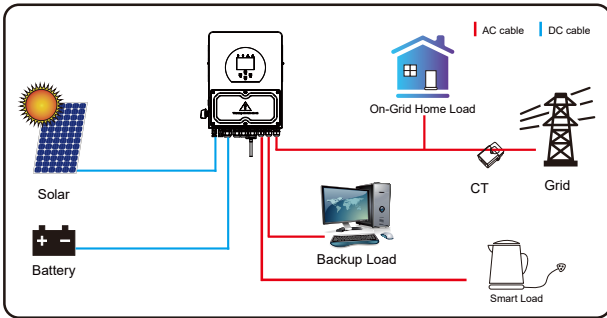 AC cable
DC cable
On-Grid Home Load
Solar
CT
Grid
Battery
Backup Load
Smart Load